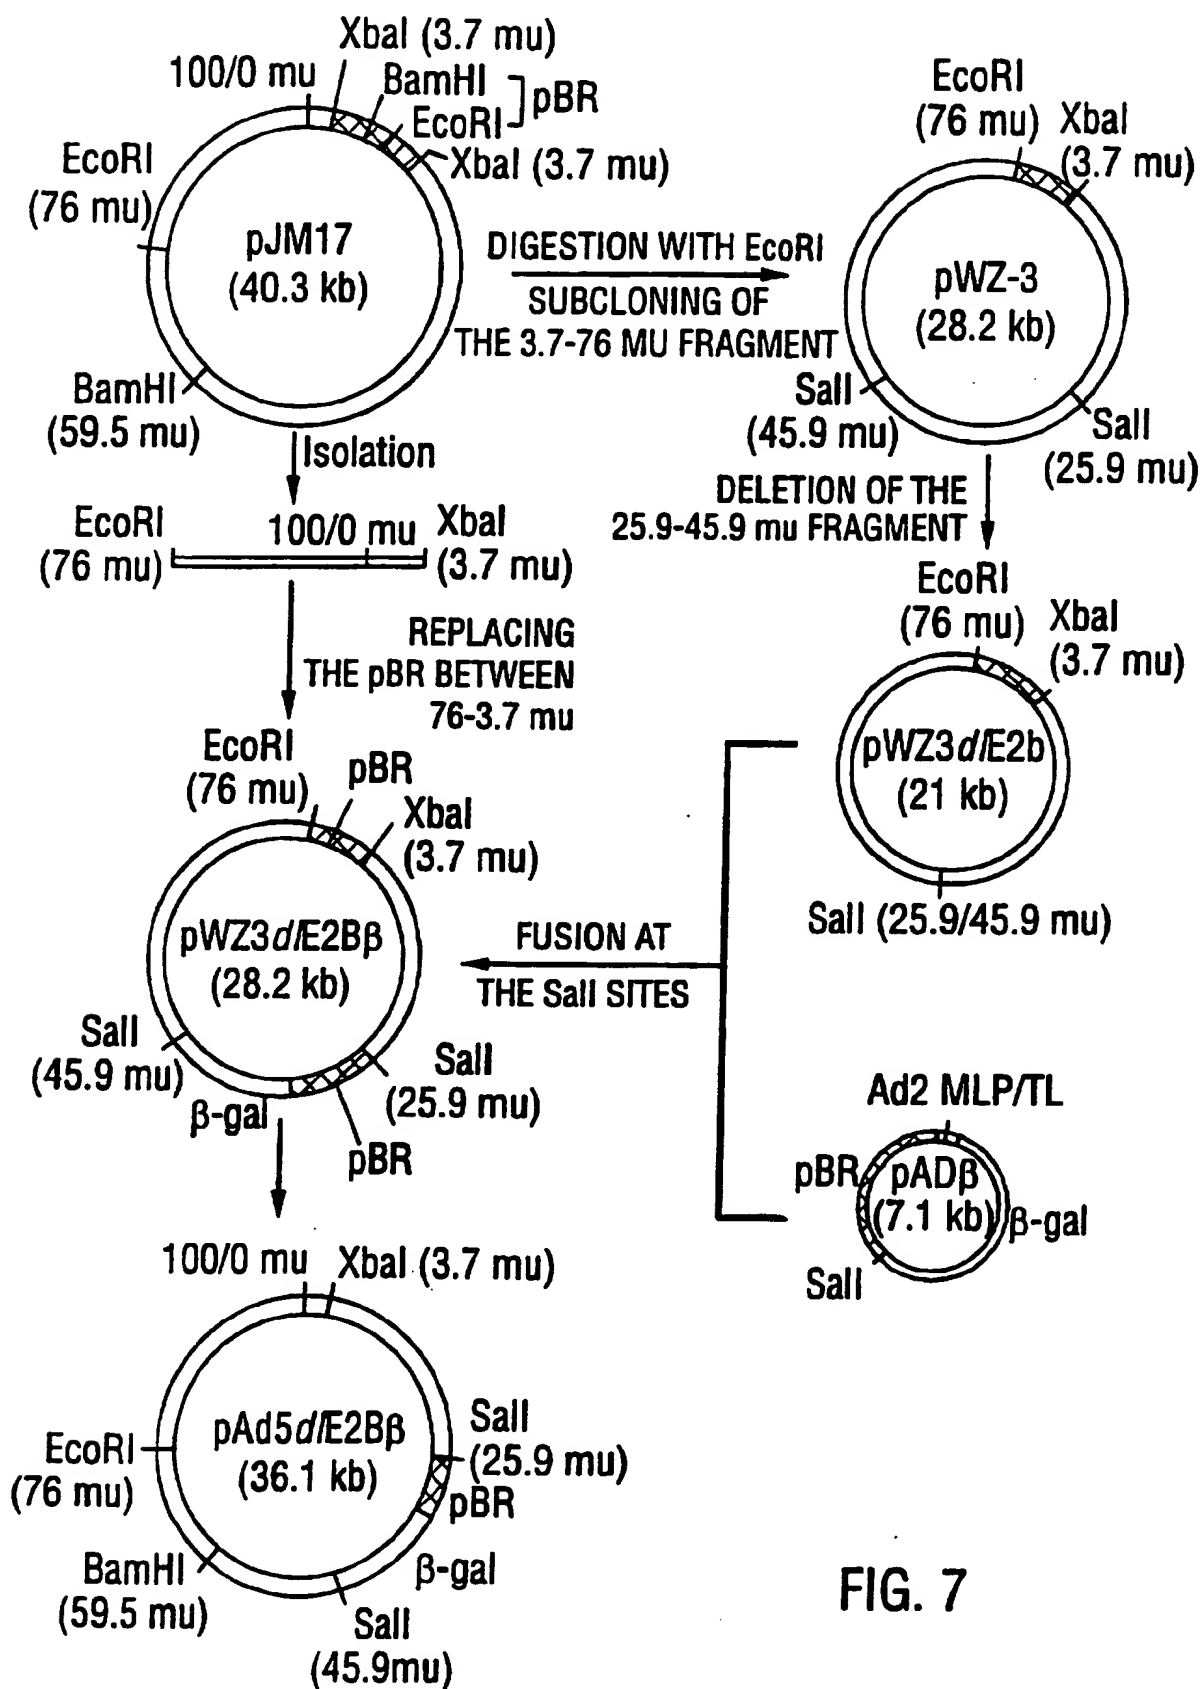 XbaI (3.7 mu)
100/0 mu
BamHI
EcoRI
pBR
XbaI (3.7 mu)
EcoRI
(76 mu)
pJM17
(40.3 kb)
BamHI
(59.5 mu)
DIGESTION WITH EcoRI
SUBCLONING OF
THE 3.7-76 MU FRAGMENT
EcoRI
(76 mu)
XbaI
(3.7 mu)
pWZ-3
(28.2 kb)
SalI
(45.9 mu)
SalI
(25.9 mu)
Isolation
EcoRI
(76 mu)
100/0 mu
XbaI
(3.7 mu)
DELETION OF THE
25.9-45.9 mu FRAGMENT
REPLACING
THE pBR BETWEEN
76-3.7 mu
EcoRI
(76 mu)
XbaI
(3.7 mu)
pWZ3dlE2b
(21 kb)
SalI (25.9/45.9 mu)
EcoRI
(76 mu)
pBR
XbaI
(3.7 mu)
pWZ3dlE2Bβ
(28.2 kb)
SalI
(45.9 mu)
β-gal
pBR
SalI
(25.9 mu)
FUSION AT
THE SalI SITES
Ad2 MLP/TL
pBR
pADβ
(7.1 kb)
β-gal
SalI
100/0 mu
XbaI (3.7 mu)
pAd5dlE2Bβ
(36.1 kb)
EcoRI
(76 mu)
SalI
(25.9 mu)
pBR
β-gal
BamHI
(59.5 mu)
SalI
(45.9mu)
FIG. 7